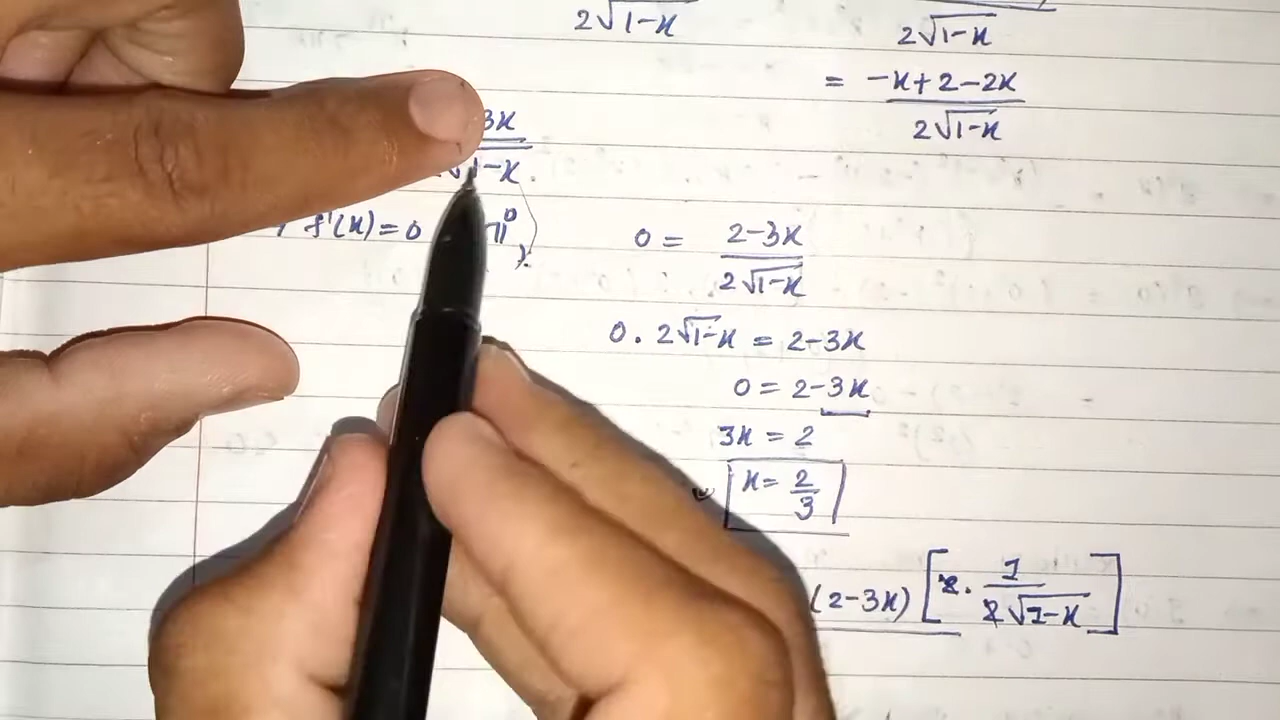 2√1-x
2√1-x
= -x+2-2x
2√1-x
3x
√1-x.
f'(x)=0
0 = 2-3x
2√1-x
0. 2√1-x = 2-3x
0 = 2-3x
3x = 2
x= 2/3
(2-3x) [2. 1
2√1-x ]